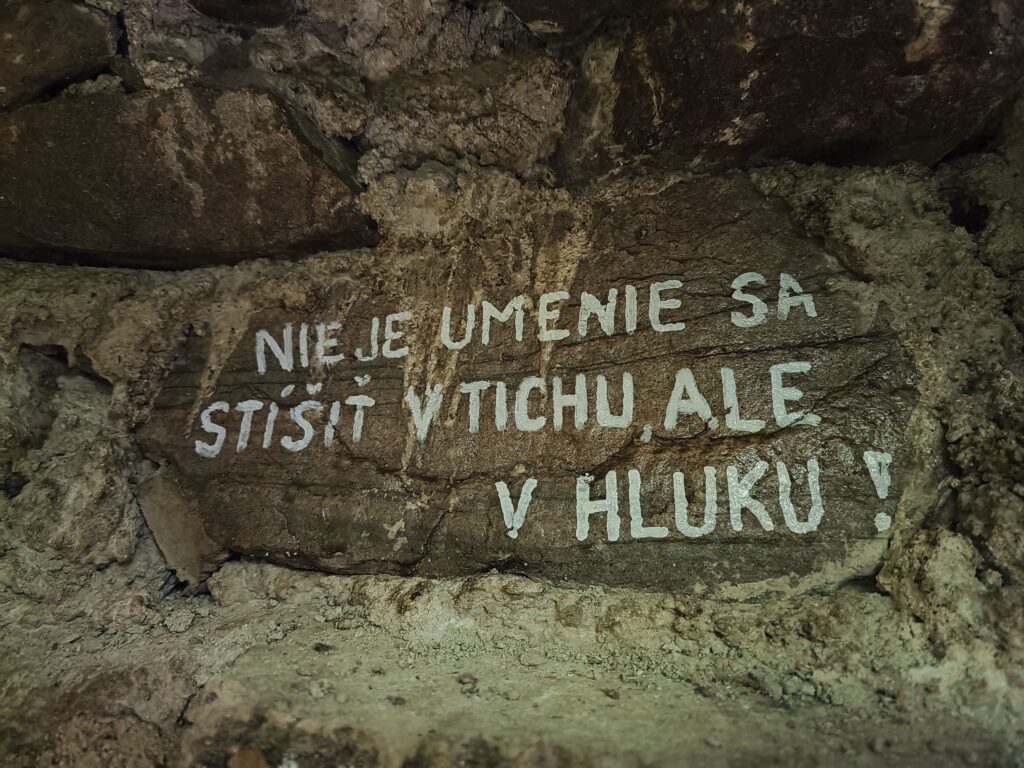 NIE JE UMENIE SA
STÍŠIŤ V TICHU, ALE
V HLUKU !